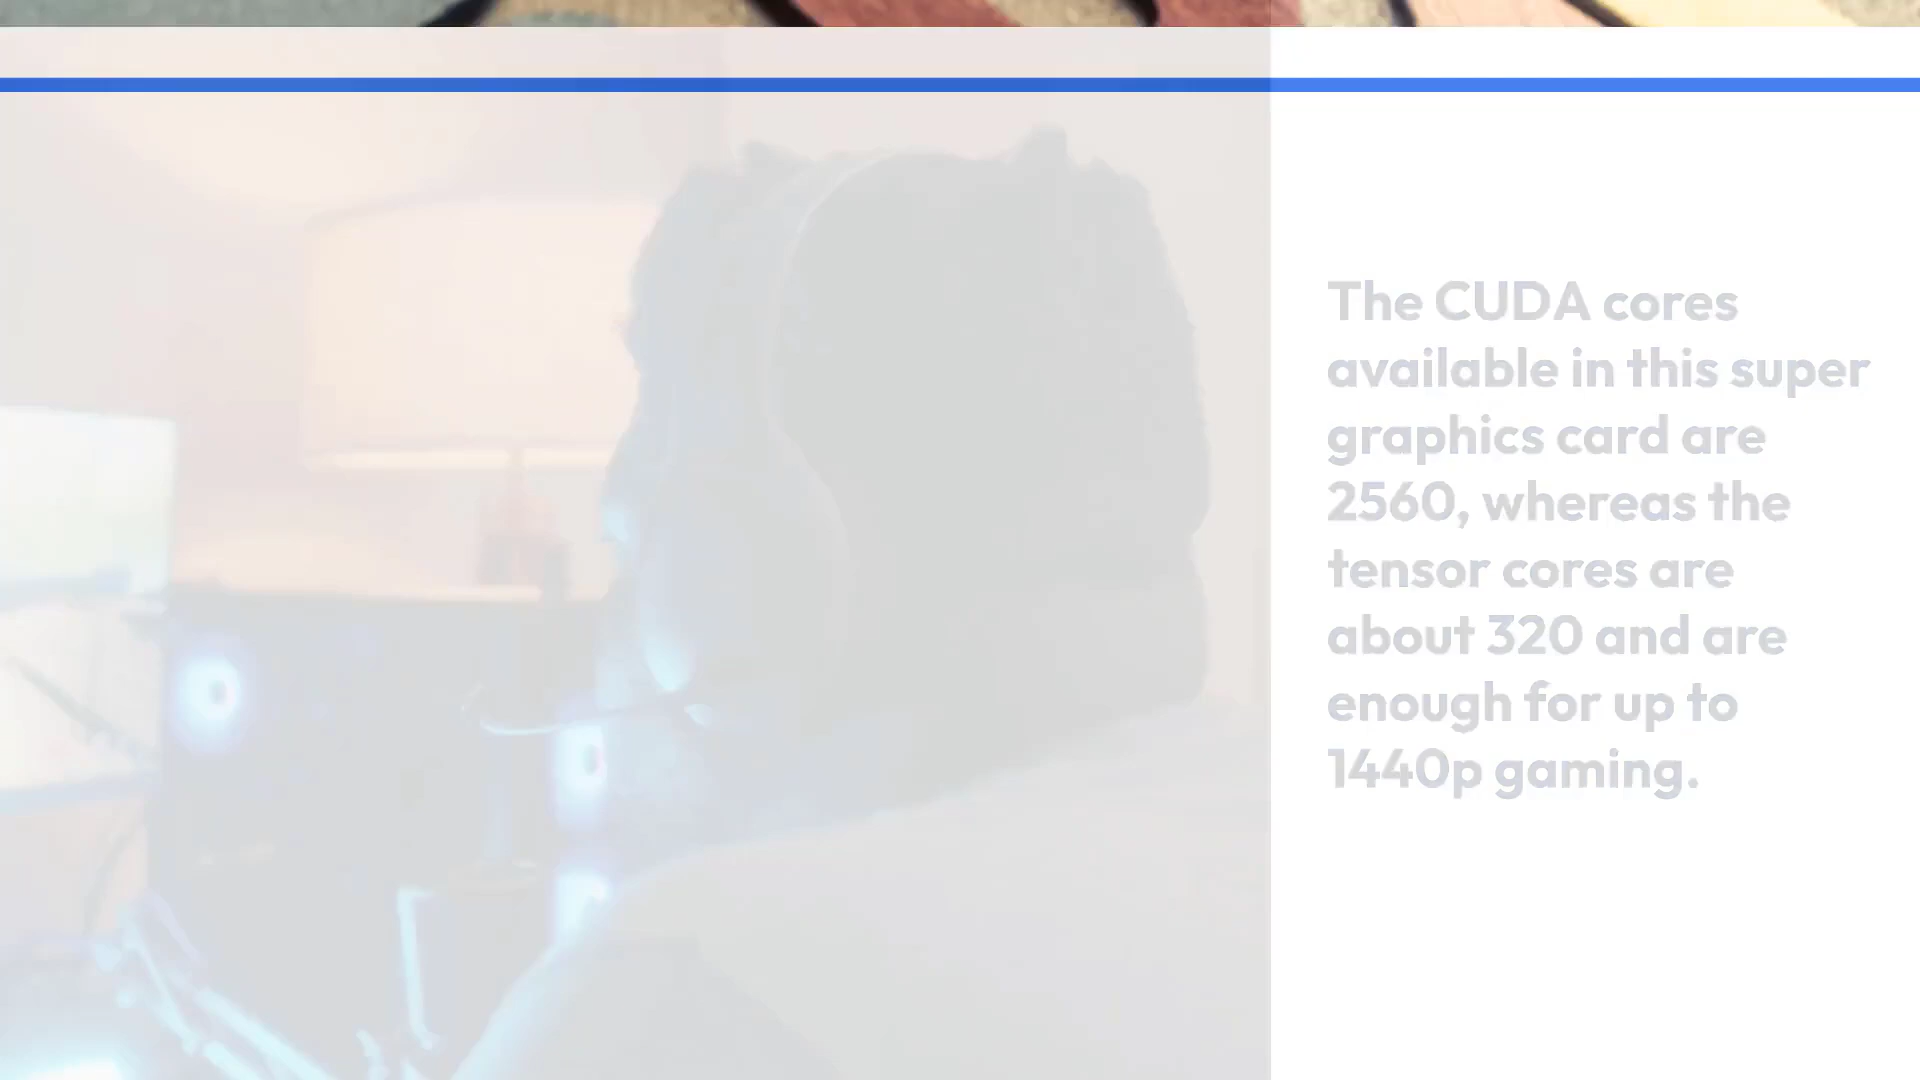 The CUDA cores
available in this super
graphics card are
2560, whereas the
tensor cores are
about 320 and are
enough for up to
1440p gaming.